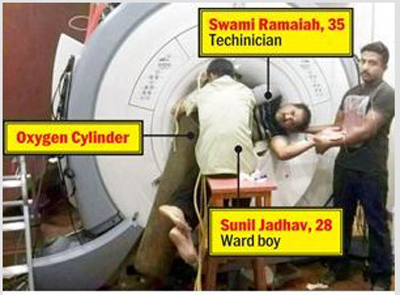 Swami Ramaiah, 35
Techinician
Oxygen Cylinder
Sunil Jadhav, 28
Ward boy